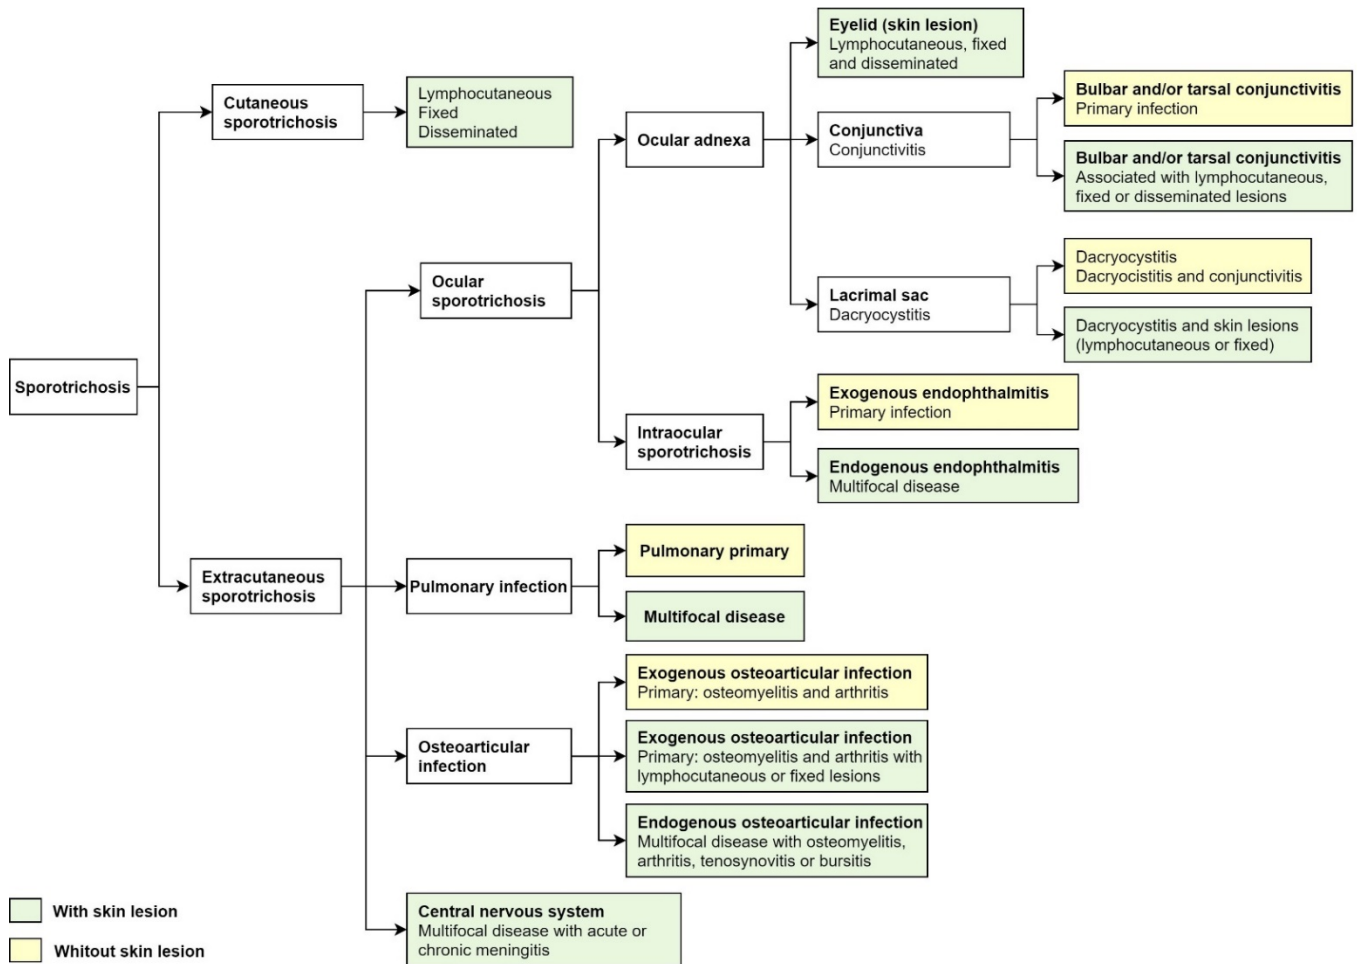 Sporotrichosis
Cutaneous
sporotrichosis
Lymphocutaneous
Fixed
Disseminated
Extracutaneous
sporotrichosis
Ocular
sporotrichosis
Ocular adnexa
Eyelid (skin lesion)
Lymphocutaneous, fixed
and disseminated
Conjunctiva
Conjunctivitis
Bulbar and/or tarsal conjunctivitis
Primary infection
Bulbar and/or tarsal conjunctivitis
Associated with lymphocutaneous,
fixed or disseminated lesions
Lacrimal sac
Dacryocystitis
Dacryocystitis
Dacryocistitis and conjunctivitis
Dacryocystitis and skin lesions
(lymphocutaneous or fixed)
Intraocular
sporotrichosis
Exogenous endophthalmitis
Primary infection
Endogenous endophthalmitis
Multifocal disease
Pulmonary infection
Pulmonary primary
Multifocal disease
Osteoarticular
infection
Exogenous osteoarticular infection
Primary: osteomyelitis and arthritis
Exogenous osteoarticular infection
Primary: osteomyelitis and arthritis with
lymphocutaneous or fixed lesions
Endogenous osteoarticular infection
Multifocal disease with osteomyelitis,
arthritis, tenosynovitis or bursitis
Central nervous system
Multifocal disease with acute or
chronic meningitis
With skin lesion
Whitout skin lesion